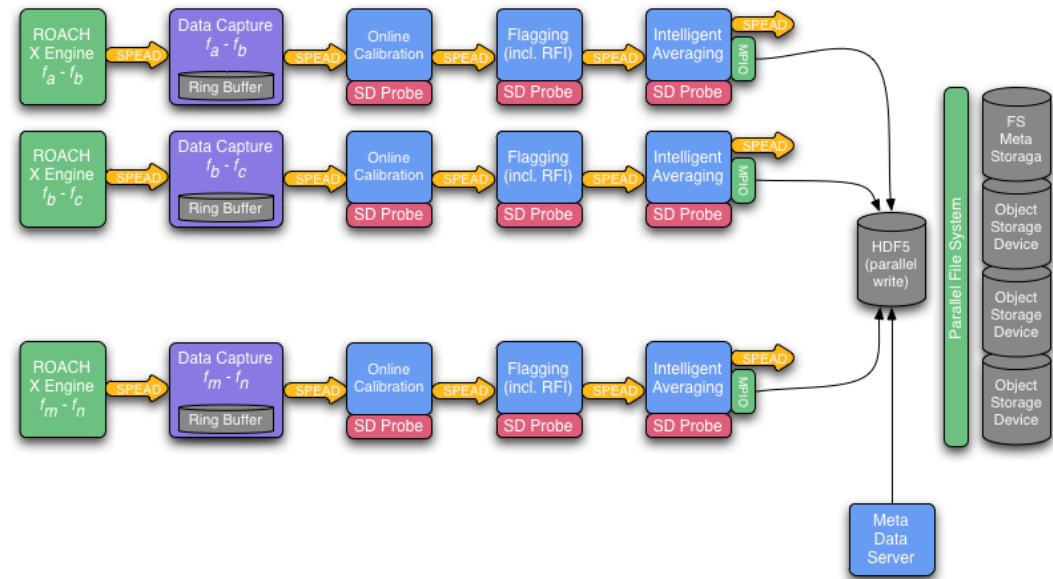 ROACH
X Engine
fa - fb
SPEAD
Data Capture
fa - fb
Ring Buffer
SPEAD
Online
Calibration
SD Probe
SPEAD
Flagging
(incl. RFI)
SD Probe
SPEAD
Intelligent
Averaging
SD Probe
SPEAD
MPIO
ROACH
X Engine
fb - fc
SPEAD
Data Capture
fb - fc
Ring Buffer
SPEAD
Online
Calibration
SD Probe
SPEAD
Flagging
(incl. RFI)
SD Probe
SPEAD
Intelligent
Averaging
SD Probe
SPEAD
MPIO
ROACH
X Engine
fm - fn
SPEAD
Data Capture
fm - fn
Ring Buffer
SPEAD
Online
Calibration
SD Probe
SPEAD
Flagging
(incl. RFI)
SD Probe
SPEAD
Intelligent
Averaging
SD Probe
SPEAD
MPIO
HDF5
(parallel
write)
Meta
Data
Server
Parallel File System
FS
Meta
Storaga
Object
Storage
Device
Object
Storage
Device
Object
Storage
Device